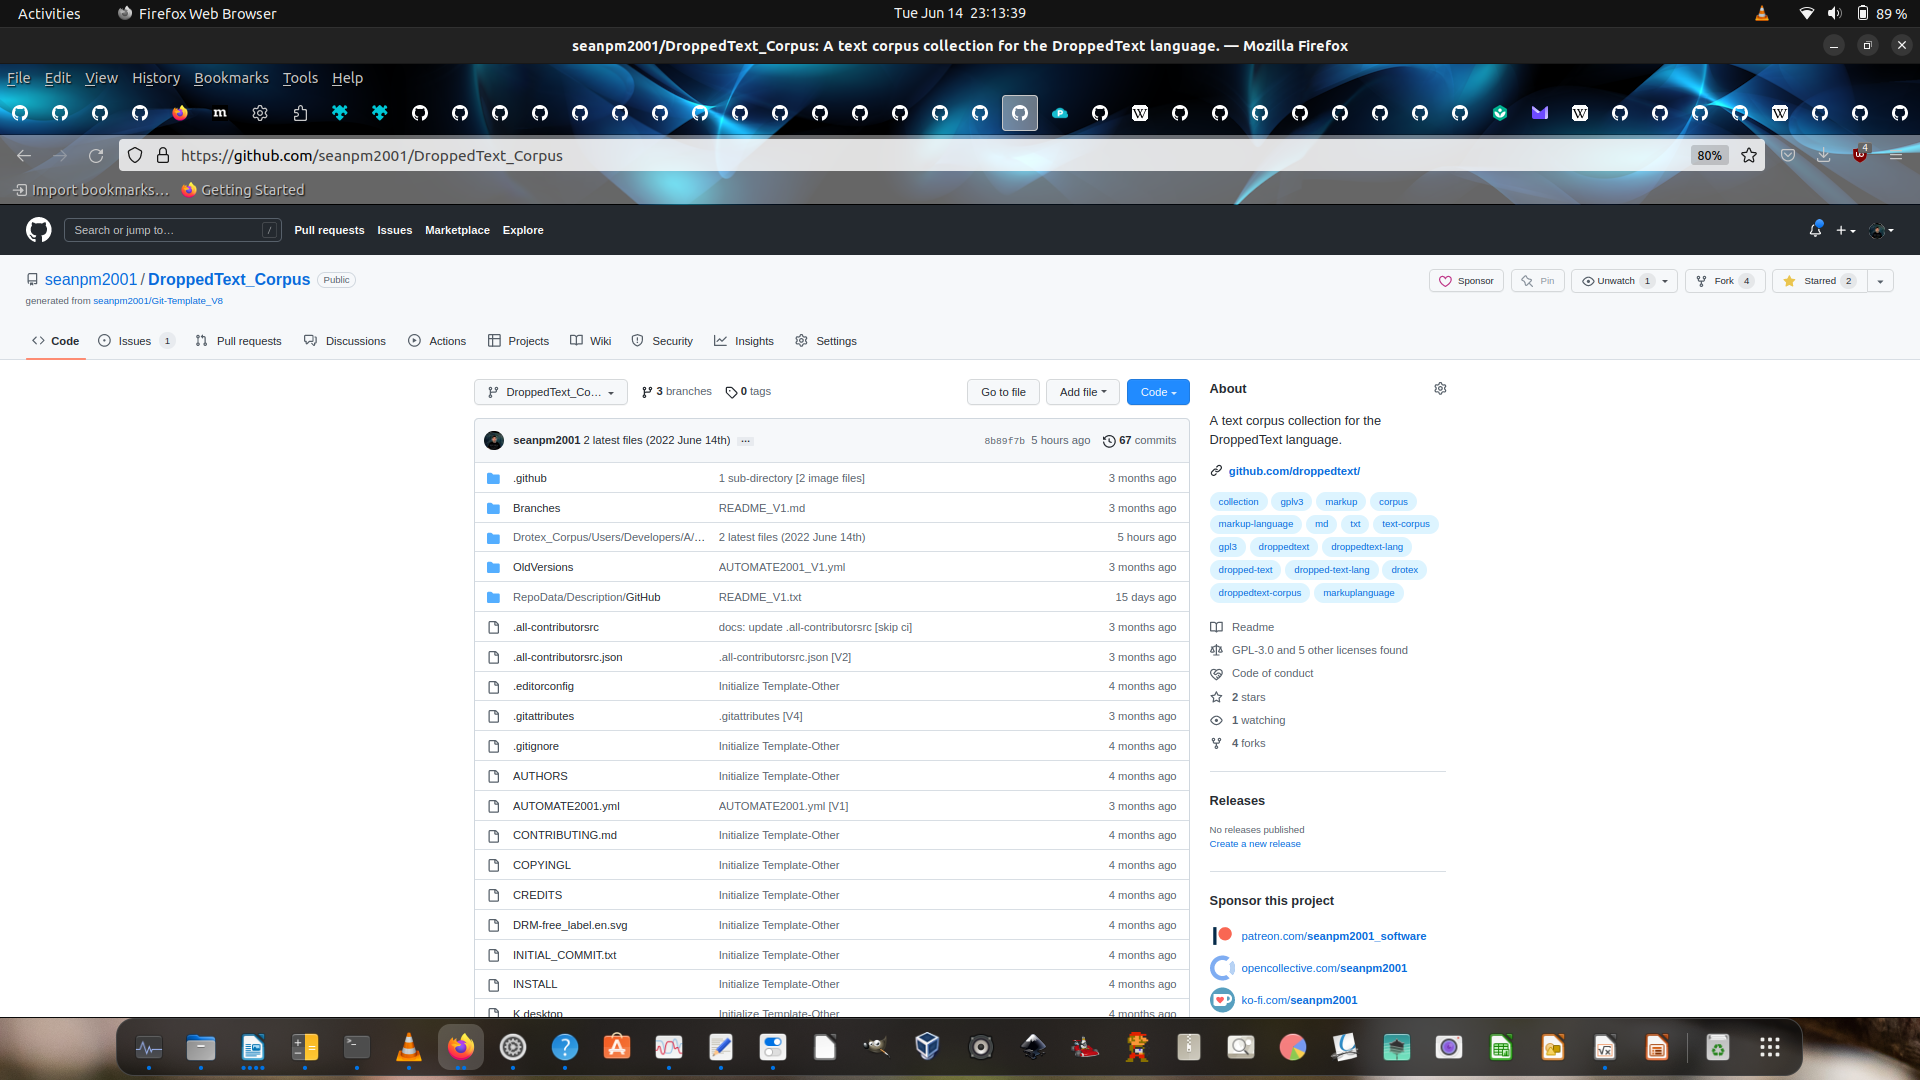 Activities Firefox Web Browser Tue Jun 14 23:13:39 89 %
seanpm2001/DroppedText_Corpus: A text corpus collection for the DroppedText language. — Mozilla Firefox
File Edit View History Bookmarks Tools Help
https://github.com/seanpm2001/DroppedText_Corpus 80% 4
Import bookmarks… Getting Started
Search or jump to… / Pull requests Issues Marketplace Explore
seanpm2001 / DroppedText_Corpus Public Sponsor Pin Unwatch 1 Fork 4 Starred 2
generated from seanpm2001/Git-Template_V8
Code Issues 1 Pull requests Discussions Actions Projects Wiki Security Insights Settings
DroppedText_Co… 3 branches 0 tags Go to file Add file Code
seanpm2001 2 latest files (2022 June 14th) … 8b89f7b 5 hours ago 67 commits
.github 1 sub-directory [2 image files] 3 months ago
Branches README_V1.md 3 months ago
Drotex_Corpus/Users/Developers/A/… 2 latest files (2022 June 14th) 5 hours ago
OldVersions AUTOMATE2001_V1.yml 3 months ago
RepoData/Description/GitHub README_V1.txt 15 days ago
.all-contributorsrc docs: update .all-contributorsrc [skip ci] 3 months ago
.all-contributorsrc.json .all-contributorsrc.json [V2] 3 months ago
.editorconfig Initialize Template-Other 4 months ago
.gitattributes .gitattributes [V4] 3 months ago
.gitignore Initialize Template-Other 4 months ago
AUTHORS Initialize Template-Other 4 months ago
AUTOMATE2001.yml AUTOMATE2001.yml [V1] 3 months ago
CONTRIBUTING.md Initialize Template-Other 4 months ago
COPYINGL Initialize Template-Other 4 months ago
CREDITS Initialize Template-Other 4 months ago
DRM-free_label.en.svg Initialize Template-Other 4 months ago
INITIAL_COMMIT.txt Initialize Template-Other 4 months ago
INSTALL Initialize Template-Other 4 months ago
K.desktop Initialize Template-Other 4 months ago
About
A text corpus collection for the
DroppedText language.
github.com/droppedtext/
collection gplv3 markup corpus
markup-language md txt text-corpus
gpl3 droppedtext droppedtext-lang
dropped-text dropped-text-lang drotex
droppedtext-corpus markuplanguage
Readme
GPL-3.0 and 5 other licenses found
Code of conduct
2 stars
1 watching
4 forks
Releases
No releases published
Create a new release
Sponsor this project
patreon.com/seanpm2001_software
opencollective.com/seanpm2001
ko-fi.com/seanpm2001